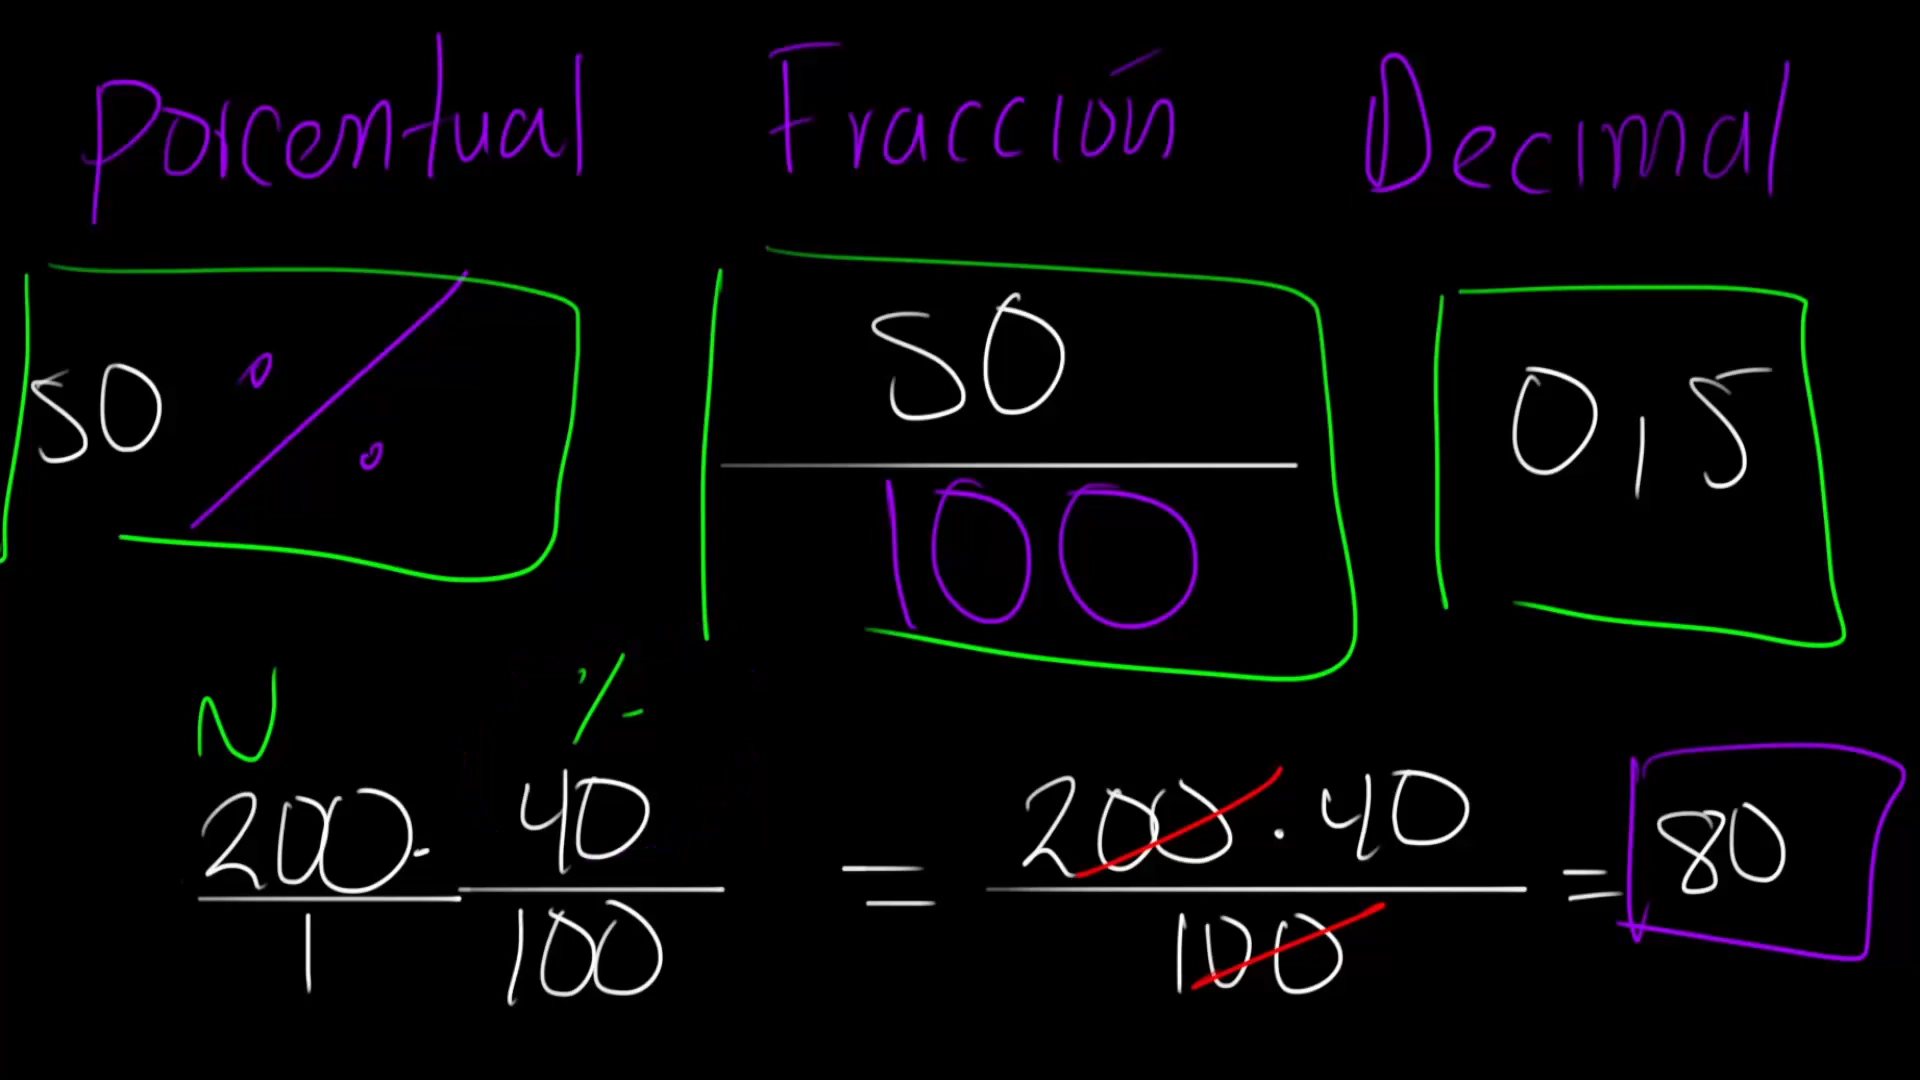 Porcentual Fracción Decimal
50 % 50/100 0,5
N %
200/1 · 40/100 = 200 · 40/100 = 80